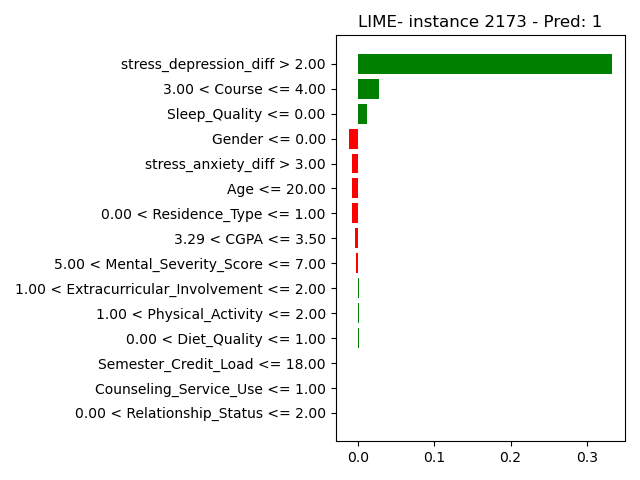 LIME- instance 2173 - Pred: 1
stress_depression_diff > 2.00
3.00 < Course <= 4.00
Sleep_Quality <= 0.00
Gender <= 0.00
stress_anxiety_diff > 3.00
Age <= 20.00
0.00 < Residence_Type <= 1.00
3.29 < CGPA <= 3.50
5.00 < Mental_Severity_Score <= 7.00
1.00 < Extracurricular_Involvement <= 2.00
1.00 < Physical_Activity <= 2.00
0.00 < Diet_Quality <= 1.00
Semester_Credit_Load <= 18.00
Counseling_Service_Use <= 1.00
0.00 < Relationship_Status <= 2.00
0.0 0.1 0.2 0.3